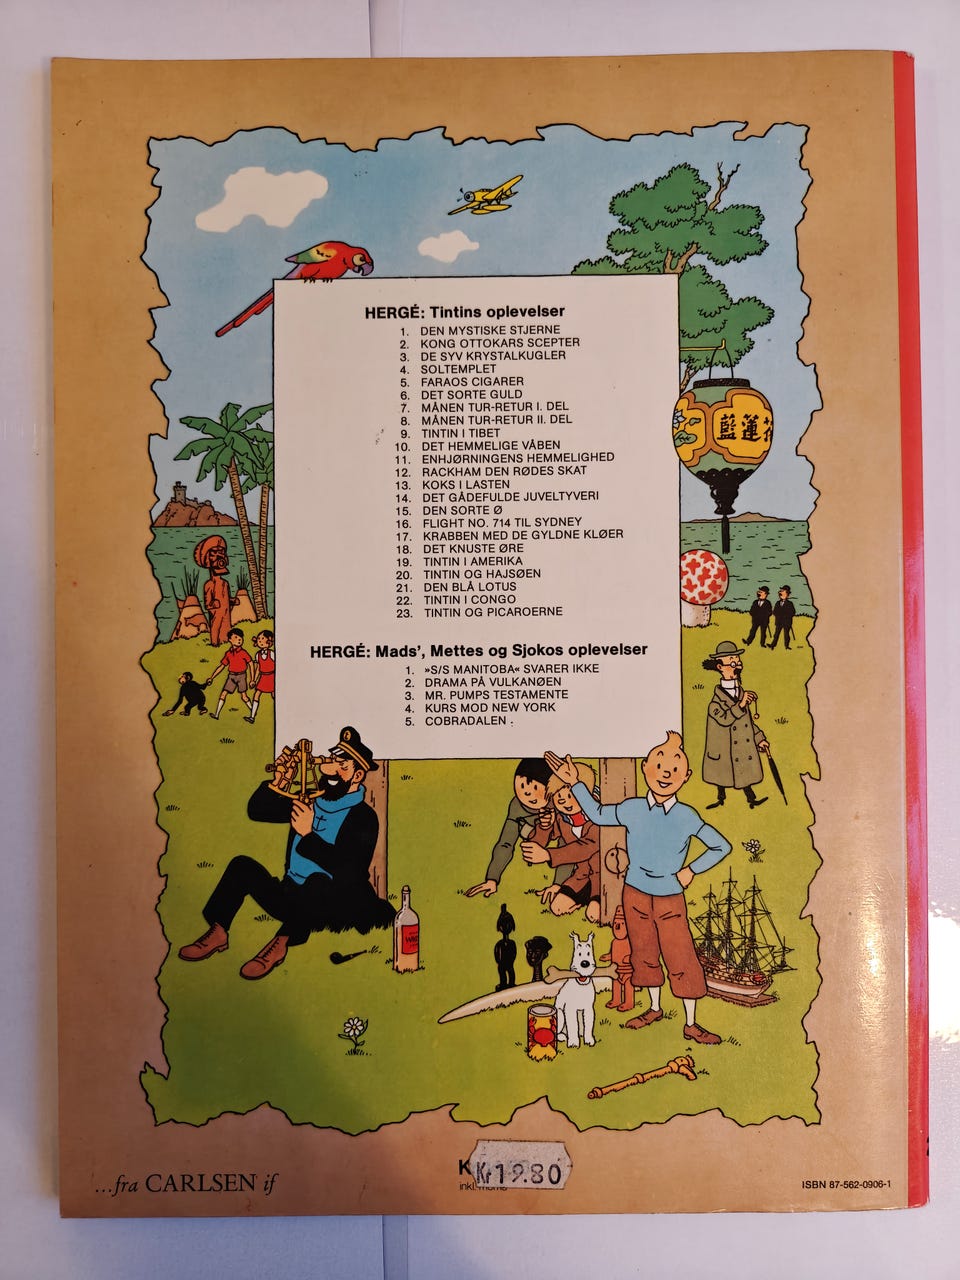 HERGÉ: Tintins oplevelser
1. DEN MYSTISKE STJERNE
2. KONG OTTOKARS SCEPTER
3. DE SYV KRYSTALKUGLER
4. SOLTEMPLET
5. FARAOS CIGARER
6. DET SORTE GULD
7. MÅNEN TUR-RETUR I. DEL
8. MÅNEN TUR-RETUR II. DEL
9. TINTIN I TIBET
10. DET HEMMELIGE VÅBEN
11. ENHJØRNINGENS HEMMELIGHED
12. RACKHAM DEN RØDES SKAT
13. KOKS I LASTEN
14. DET GÅDEFULDE JUVELTYVERI
15. DEN SORTE Ø
16. FLIGHT NO. 714 TIL SYDNEY
17. KRABBEN MED DE GYLDNE KLØER
18. DET KNUSTE ØRE
19. TINTIN I AMERIKA
20. TINTIN OG HAJSØEN
21. DEN BLÅ LOTUS
22. TINTIN I CONGO
23. TINTIN OG PICAROERNE
藍蓮花
HERGÉ: Mads', Mettes og Sjokos oplevelser
1. »S/S MANITOBA« SVARER IKKE
2. DRAMA PÅ VULKANØEN
3. MR. PUMPS TESTAMENTE
4. KURS MOD NEW YORK
5. COBRADALEN
...fra CARLSEN if
K
Kr 19.80
inkl.
ISBN 87-562-0906-1